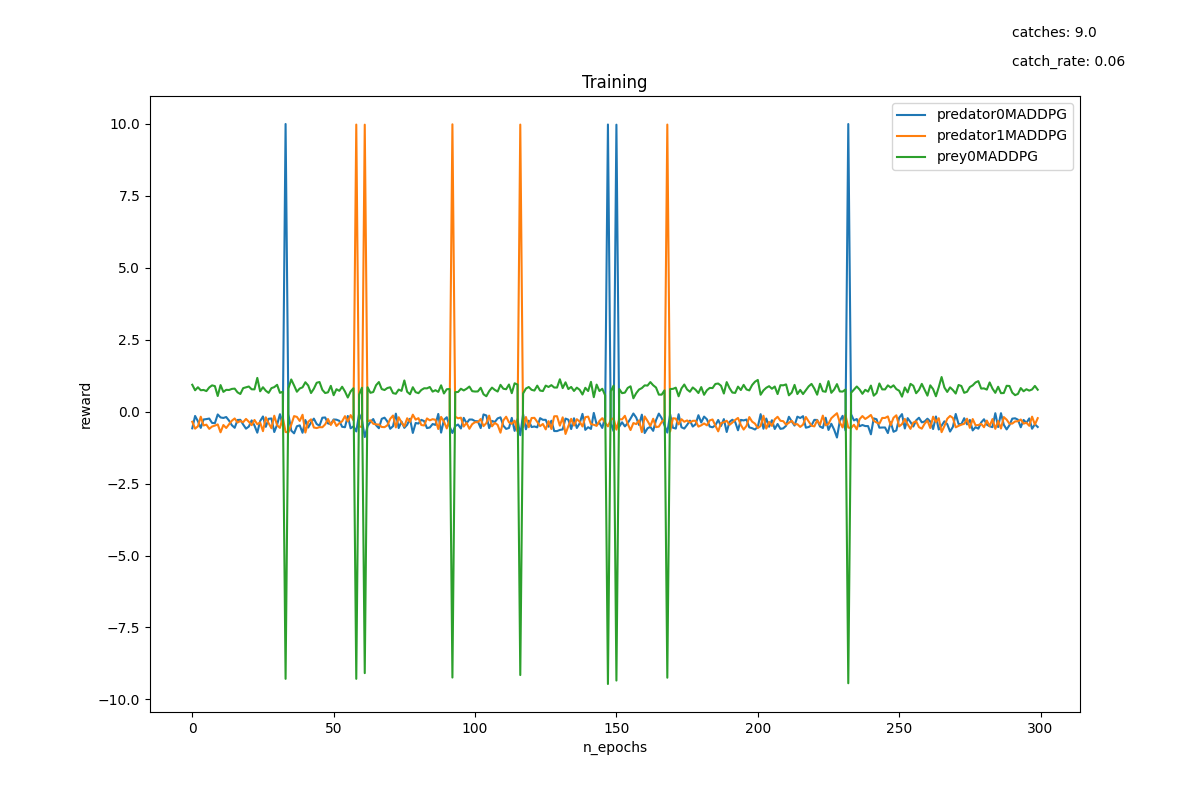 catches: 9.0
catch_rate: 0.06
Training
predator0MADDPG
predator1MADDPG
prey0MADDPG
reward
10.0
7.5
5.0
2.5
0.0
−2.5
−5.0
−7.5
−10.0
0 50 100 150 200 250 300
n_epochs